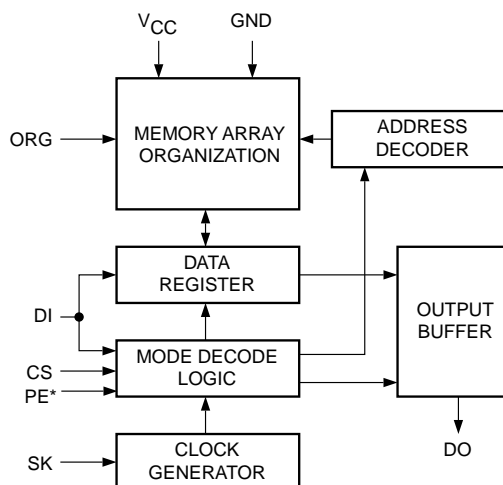 VCC
GND
ORG
MEMORY ARRAY
ORGANIZATION
ADDRESS
DECODER
DATA
REGISTER
DI
OUTPUT
BUFFER
MODE DECODE
LOGIC
CS
PE*
DO
SK
CLOCK
GENERATOR